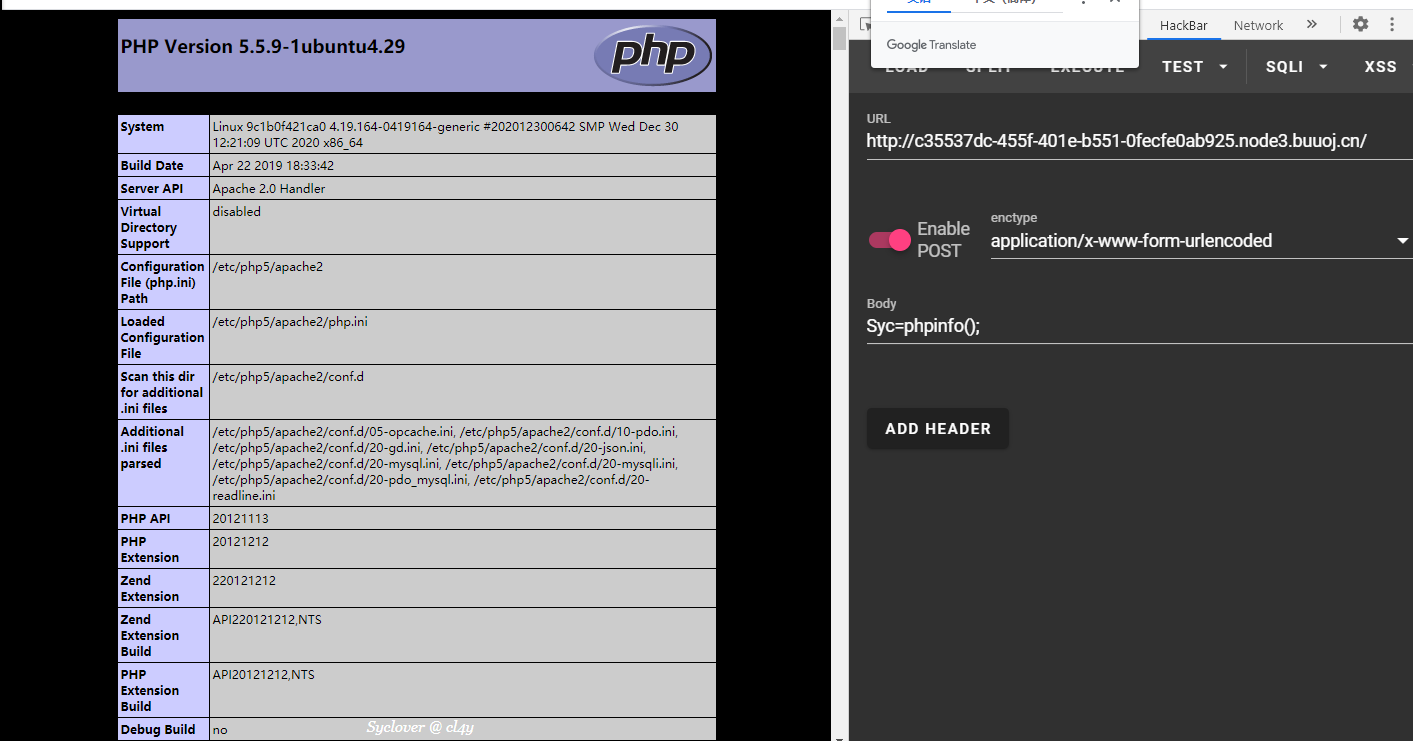 PHP Version 5.5.9-1ubuntu4.29
php
System
Linux 9c1b0f421ca0 4.19.164-0419164-generic #202012300642 SMP Wed Dec 30
12:21:09 UTC 2020 x86_64
Build Date
Apr 22 2019 18:33:42
Server API
Apache 2.0 Handler
Virtual
Directory
Support
disabled
Configuration
File (php.ini)
Path
/etc/php5/apache2
Loaded
Configuration
File
/etc/php5/apache2/php.ini
Scan this dir
for additional
.ini files
/etc/php5/apache2/conf.d
Additional
.ini files
parsed
/etc/php5/apache2/conf.d/05-opcache.ini, /etc/php5/apache2/conf.d/10-pdo.ini,
/etc/php5/apache2/conf.d/20-gd.ini, /etc/php5/apache2/conf.d/20-json.ini,
/etc/php5/apache2/conf.d/20-mysql.ini, /etc/php5/apache2/conf.d/20-mysqli.ini,
/etc/php5/apache2/conf.d/20-pdo_mysql.ini, /etc/php5/apache2/conf.d/20-
readline.ini
PHP API
20121113
PHP
Extension
20121212
Zend
Extension
220121212
Zend
Extension
Build
API220121212,NTS
PHP
Extension
Build
API20121212,NTS
Debug Build
no
Syclover @ cl4y
Google Translate
HackBar
Network
LOAD SPLIT EXECUTE TEST SQLI XSS
URL
http://c35537dc-455f-401e-b551-0fecfe0ab925.node3.buuoj.cn/
Enable
POST
enctype
application/x-www-form-urlencoded
Body
Syc=phpinfo();
ADD HEADER